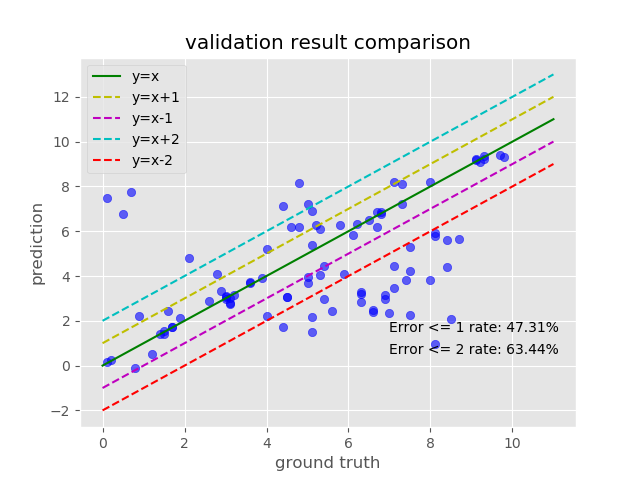 validation result comparison
y=x
y=x+1
y=x-1
y=x+2
y=x-2
12
10
8
6
4
2
0
−2
prediction
Error <= 1 rate: 47.31%
Error <= 2 rate: 63.44%
0 2 4 6 8 10
ground truth